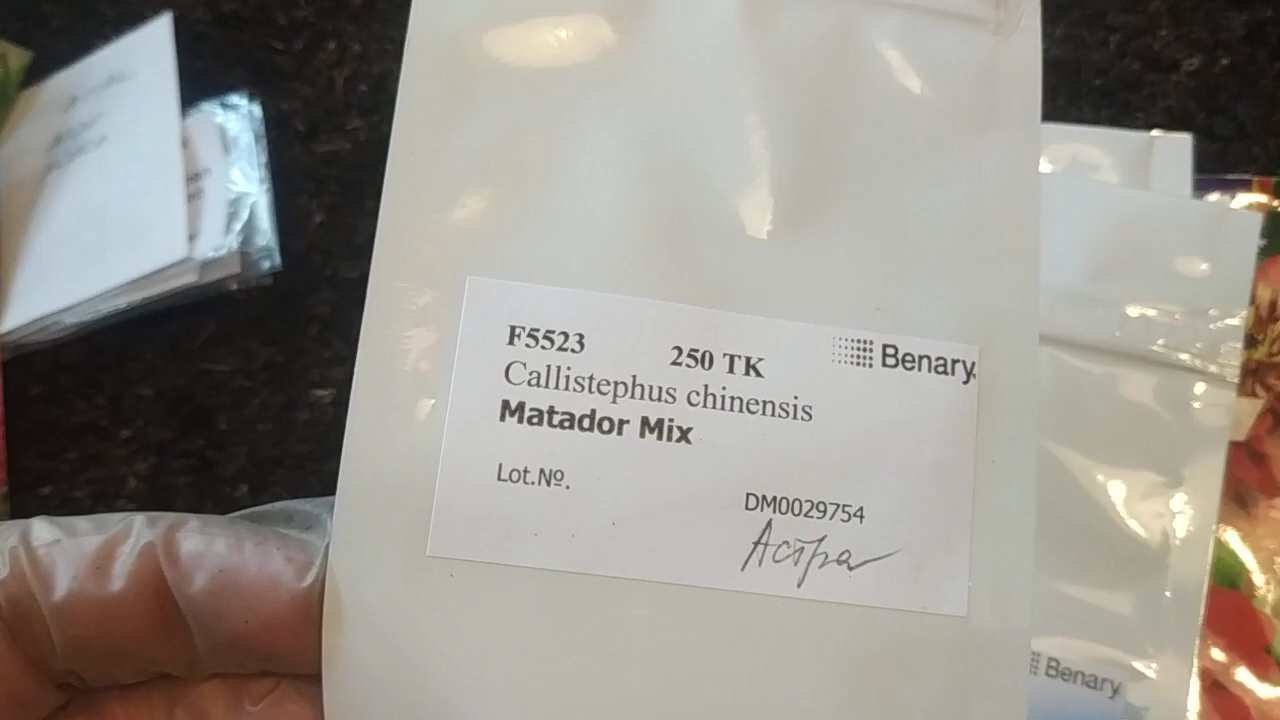 F5523 250 TK Benary
Callistephus chinensis
Matador Mix
Lot.Nº.
DM0029754
Астра
Benary